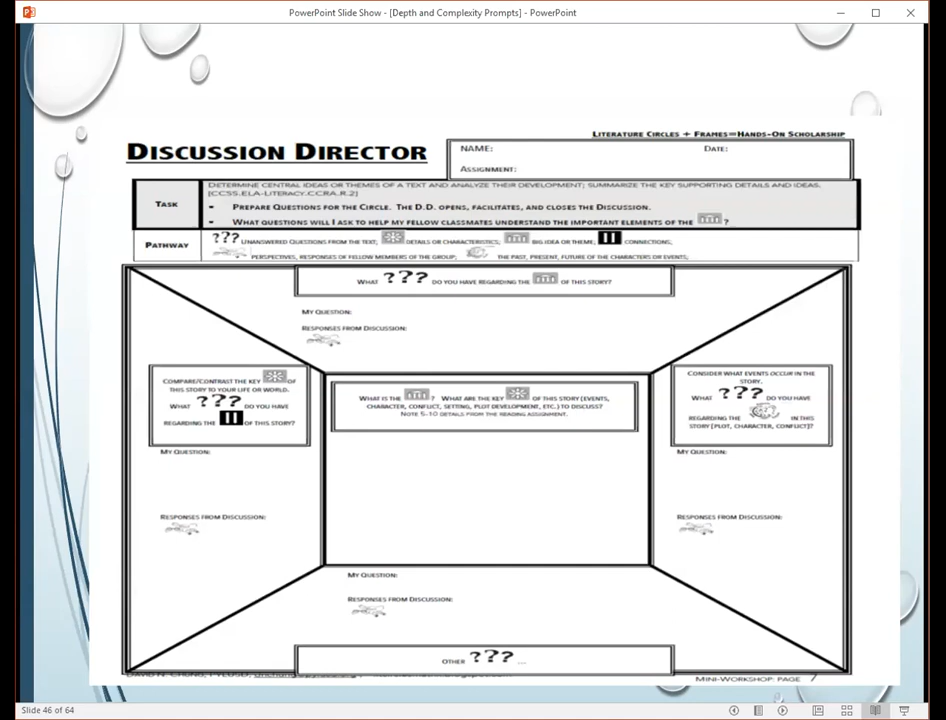 PowerPoint Slide Show - [Depth and Complexity Prompts] - PowerPoint
LITERATURE CIRCLES + FRAMES=HANDS-ON SCHOLARSHIP
DISCUSSION DIRECTOR
NAME: DATE:
ASSIGNMENT:
TASK
DETERMINE CENTRAL IDEAS OR THEMES OF A TEXT AND ANALYZE THEIR DEVELOPMENT; SUMMARIZE THE KEY SUPPORTING DETAILS AND IDEAS.
[CCSS.ELA-LITERACY.CCRA.R.2]
- PREPARE QUESTIONS FOR THE CIRCLE. THE D.D. OPENS, FACILITATES, AND CLOSES THE DISCUSSION.
- WHAT QUESTIONS WILL I ASK TO HELP MY FELLOW CLASSMATES UNDERSTAND THE IMPORTANT ELEMENTS OF THE ?
PATHWAY
??? UNANSWERED QUESTIONS FROM THE TEXT; DETAILS OR CHARACTERISTICS; BIG IDEA OR THEME, CONNECTIONS,
PERSPECTIVES, RESPONSES OF FELLOW MEMBERS OF THE GROUP; THE PAST, PRESENT, FUTURE OF THE CHARACTERS OR EVENTS;
WHAT ??? DO YOU HAVE REGARDING THE OF THIS STORY?
MY QUESTION:
RESPONSES FROM DISCUSSION:
COMPARE/CONTRAST THE KEY OF
THIS STORY TO YOUR LIFE OR WORLD.
WHAT ??? DO YOU HAVE
REGARDING THE OF THIS STORY?
MY QUESTION:
RESPONSES FROM DISCUSSION:
WHAT IS THE ? WHAT ARE THE KEY OF THIS STORY (EVENTS,
CHARACTER, CONFLICT, SETTING, PLOT DEVELOPMENT, ETC.) TO DISCUSS?
NOTE 5-10 DETAILS FROM THE READING ASSIGNMENT.
CONSIDER WHAT EVENTS OCCUR IN THE
STORY.
WHAT ??? DO YOU HAVE
REGARDING THE IN THIS
STORY [PLOT, CHARACTER, CONFLICT]?
MY QUESTION:
RESPONSES FROM DISCUSSION:
MY QUESTION:
RESPONSES FROM DISCUSSION:
OTHER ??? ...
MINI-WORKSHOP: PAGE 7
Slide 46 of 64